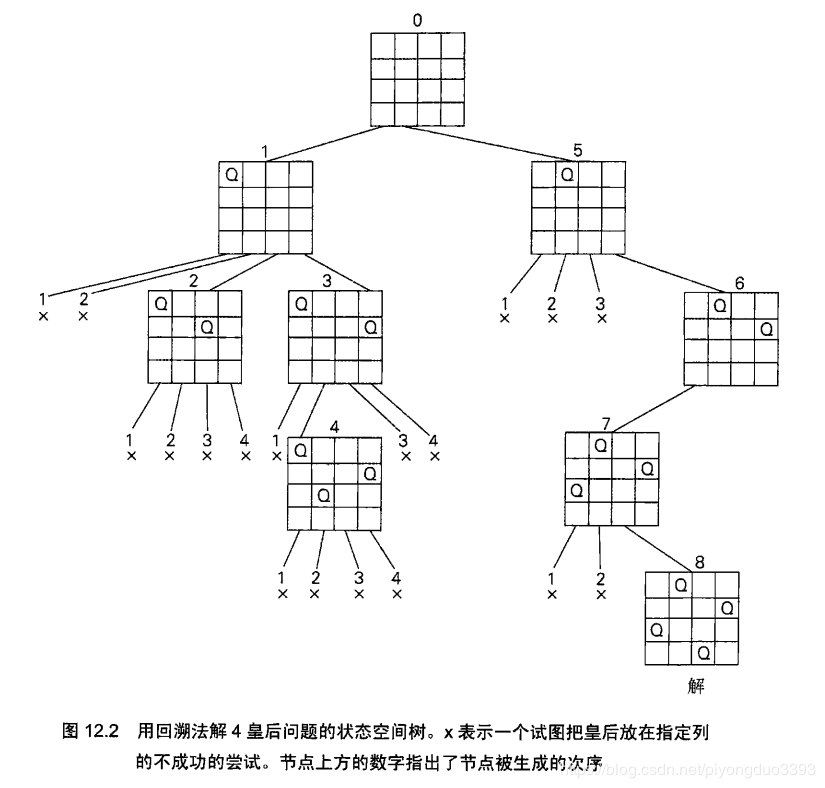 0
1
5
Q
Q
1 2
2
3
1 2 3
6
× ×
Q
Q
× × ×
Q
Q
Q
Q
1 2 3 4
1
4
3 4
7
× × × ×
×
Q
× ×
Q
Q
Q
Q
Q
1 2 3 4
1 2
8
× × × ×
× ×
Q
Q
Q
Q
解
图 12.2 用回溯法解 4 皇后问题的状态空间树。x 表示一个试图把皇后放在指定列
的不成功的尝试。节点上方的数字指出了节点被生成的次序
https://blog.csdn.net/piyongduo3393